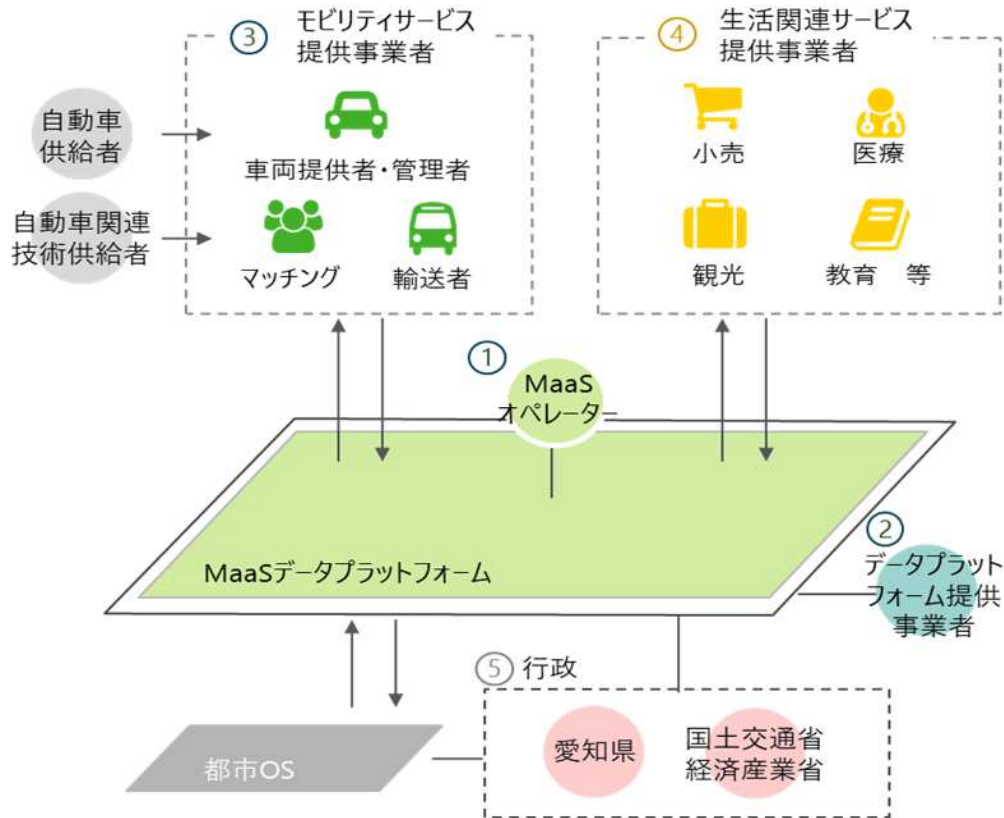 ③ モビリティサービス
提供事業者
④ 生活関連サービス
提供事業者
自動車
供給者
車両提供者・管理者
小売
医療
自動車関連
技術供給者
マッチング
輸送者
観光
教育　等
①
MaaS
オペレーター
MaaSデータプラットフォーム
②
データプラット
フォーム提供
事業者
⑤ 行政
都市OS
愛知県
国土交通省
経済産業省